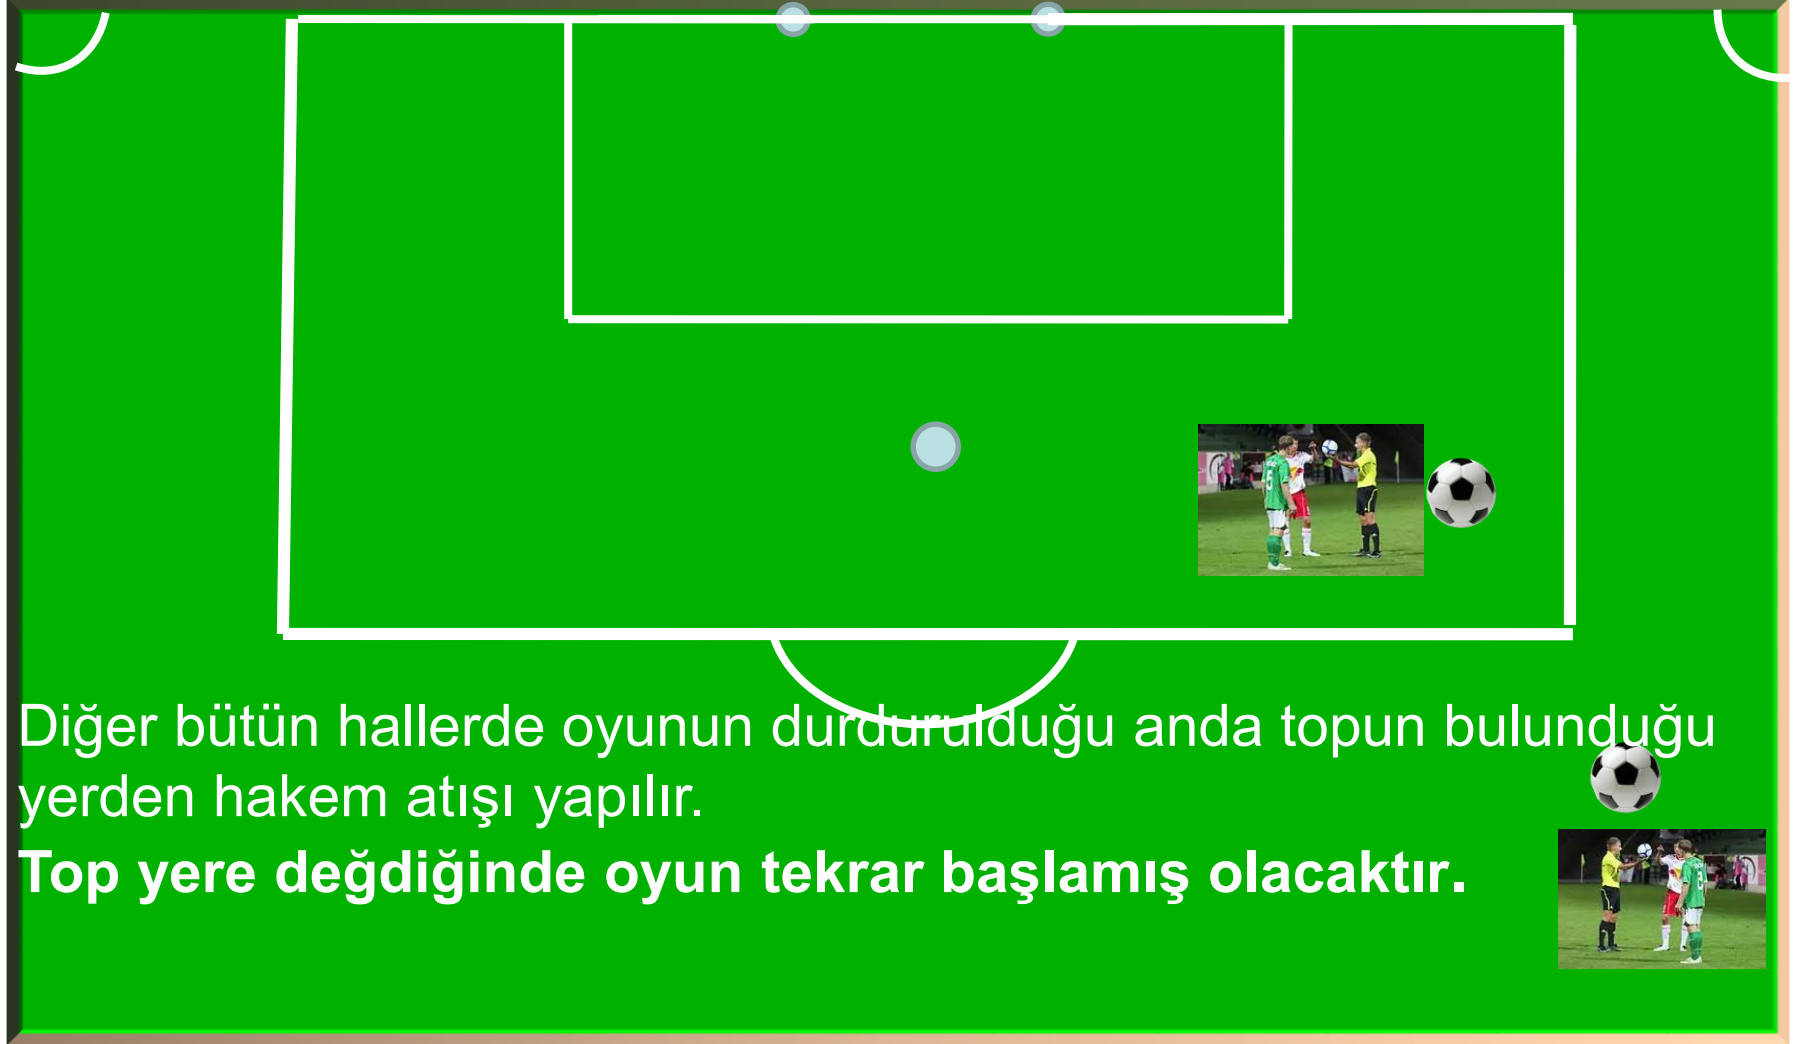 Diğer bütün hallerde oyunun durdurulduğu anda topun bulunduğu
yerden hakem atışı yapılır.
Top yere değdiğinde oyun tekrar başlamış olacaktır.